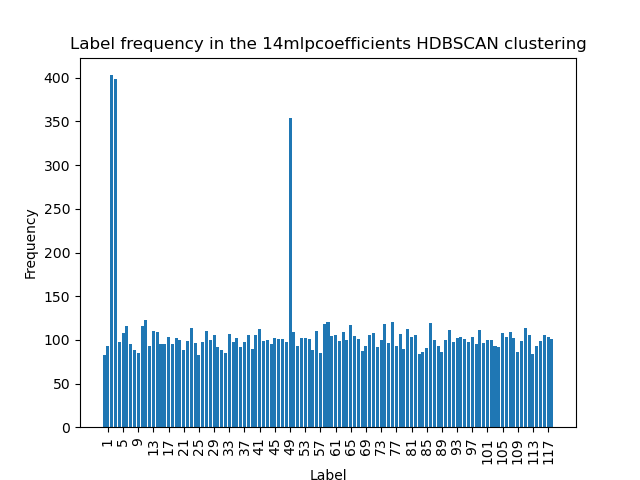 Label frequency in the 14mlpcoefficients HDBSCAN clustering
400
350
300
250
200
150
100
50
0
Frequency
1 5 9 13 17 21 25 29 33 37 41 45 49 53 57 61 65 69 73 77 81 85 89 93 97 101 105 109 113 117
Label